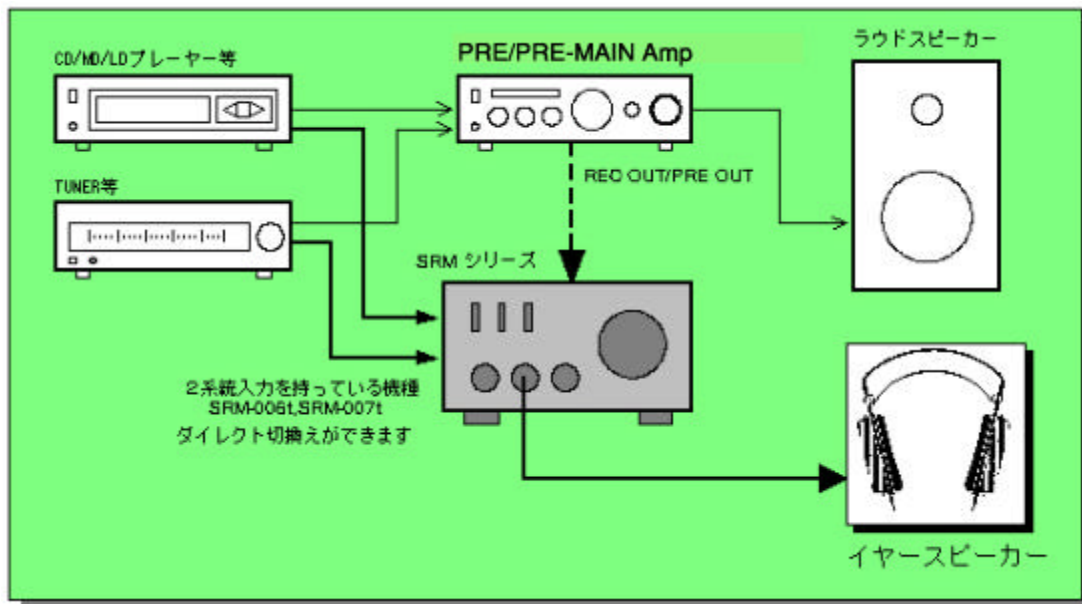 CD/MD/LDプレーヤー等
PRE/PRE-MAIN Amp
ラウドスピーカー
TUNER等
REC OUT/PRE OUT
SRM シリーズ
2系統入力を持っている機種
SRM-006t,SRM-007t
ダイレクト切換えができます
イヤースピーカー